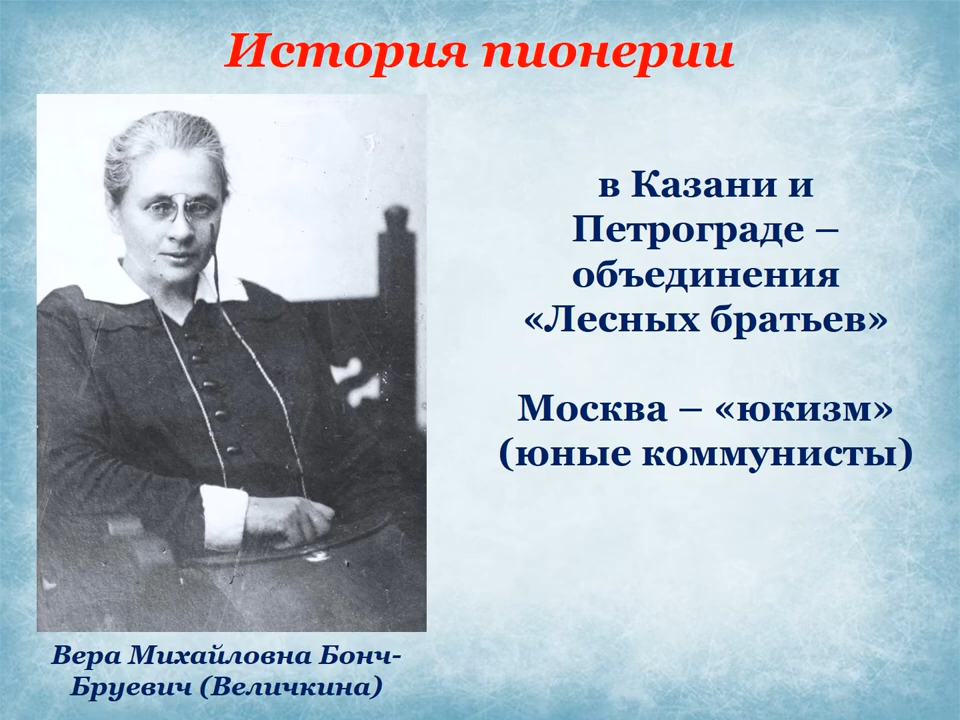 История пионерии
в Казани и
Петрограде –
объединения
«Лесных братьев»
Москва – «юкизм»
(юные коммунисты)
Вера Михайловна Бонч-
Бруевич (Величкина)